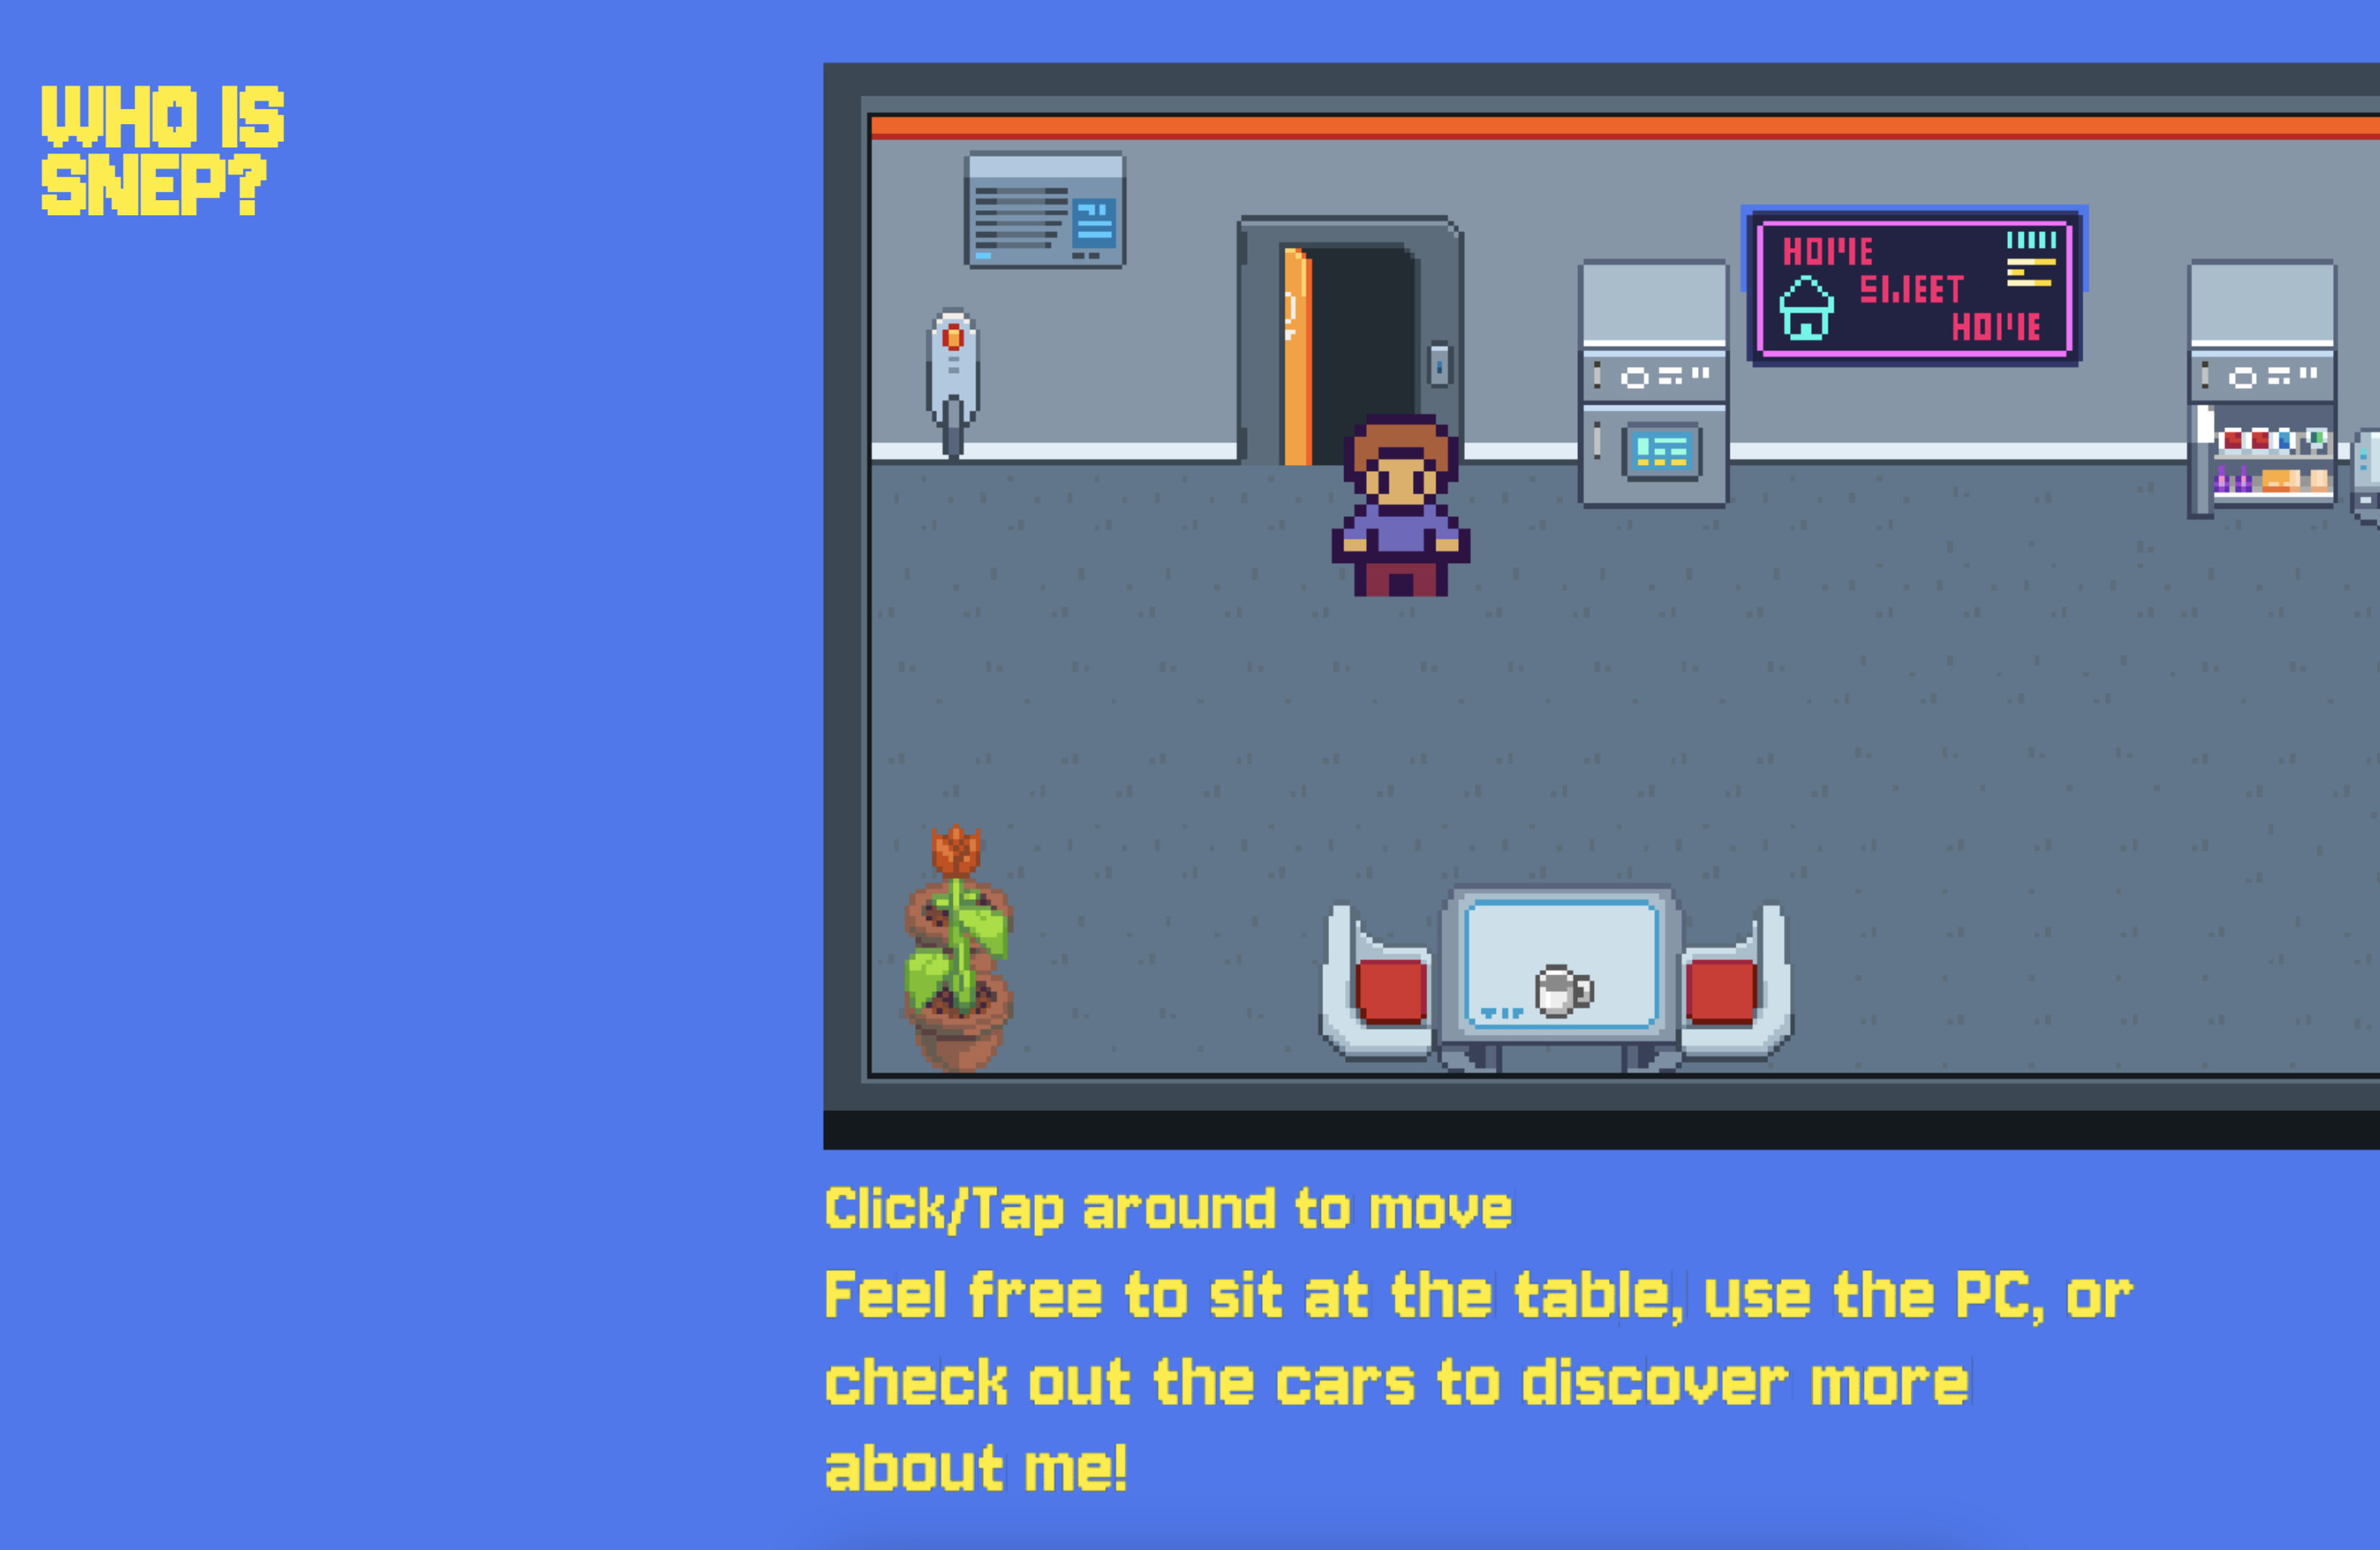 WHO IS
SNEP?
HOME
SWEET
HOME
Click/Tap around to move
Feel free to sit at the table, use the PC, or
check out the cars to discover more
about me!